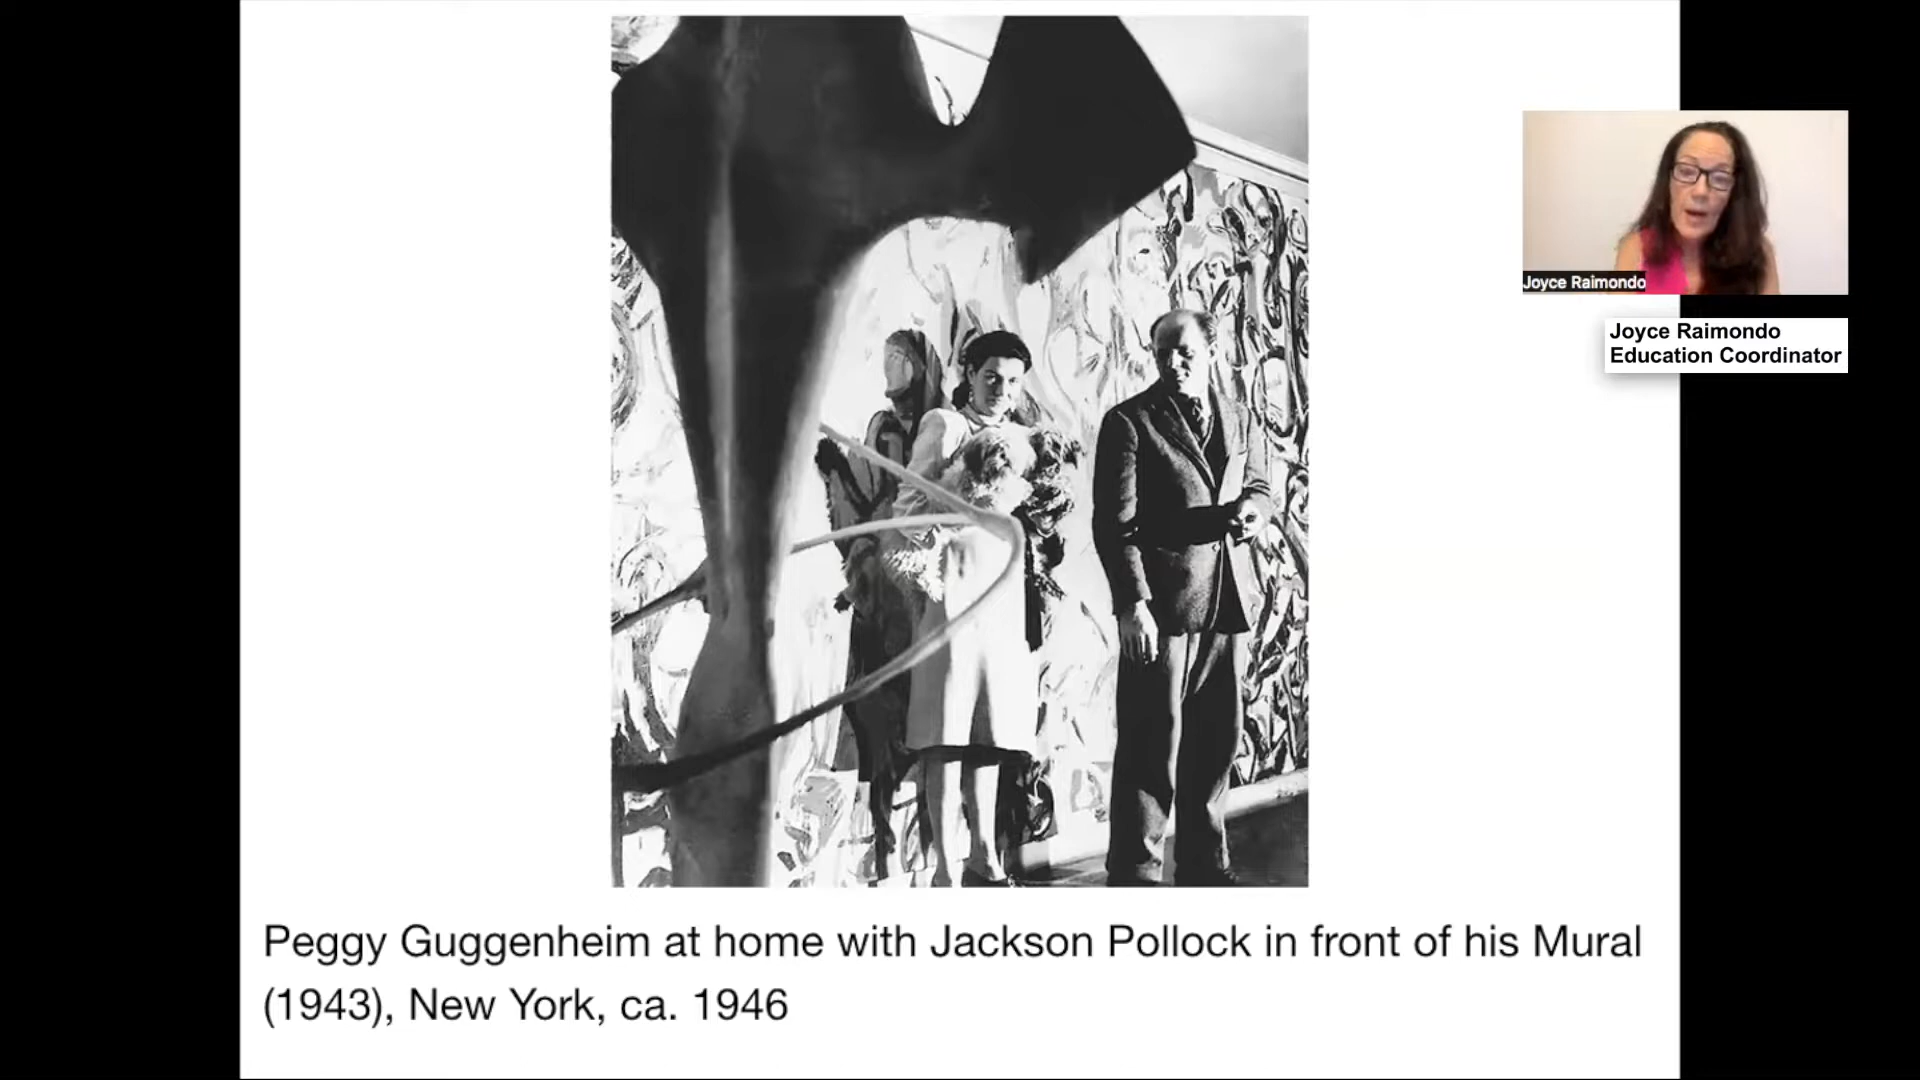 Joyce Raimondo
Joyce Raimondo
Education Coordinator
Peggy Guggenheim at home with Jackson Pollock in front of his Mural
(1943), New York, ca. 1946